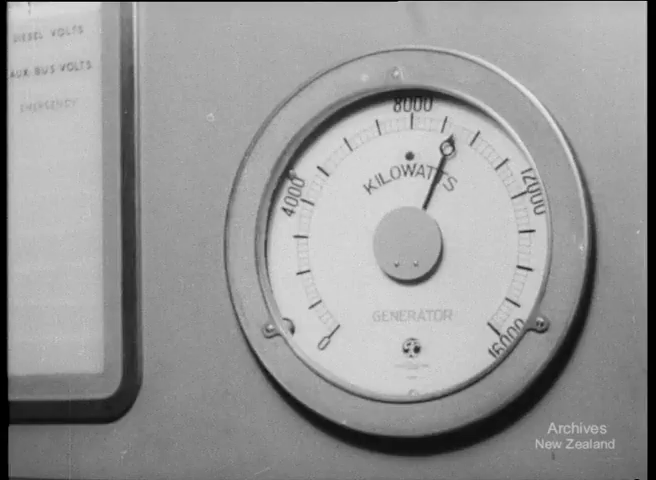 DIESEL VOLTS
AUX BUS VOLTS
EMERGENCY
8000
4000
12000
KILOWATTS
GENERATOR
0
16000
Archives
New Zealand